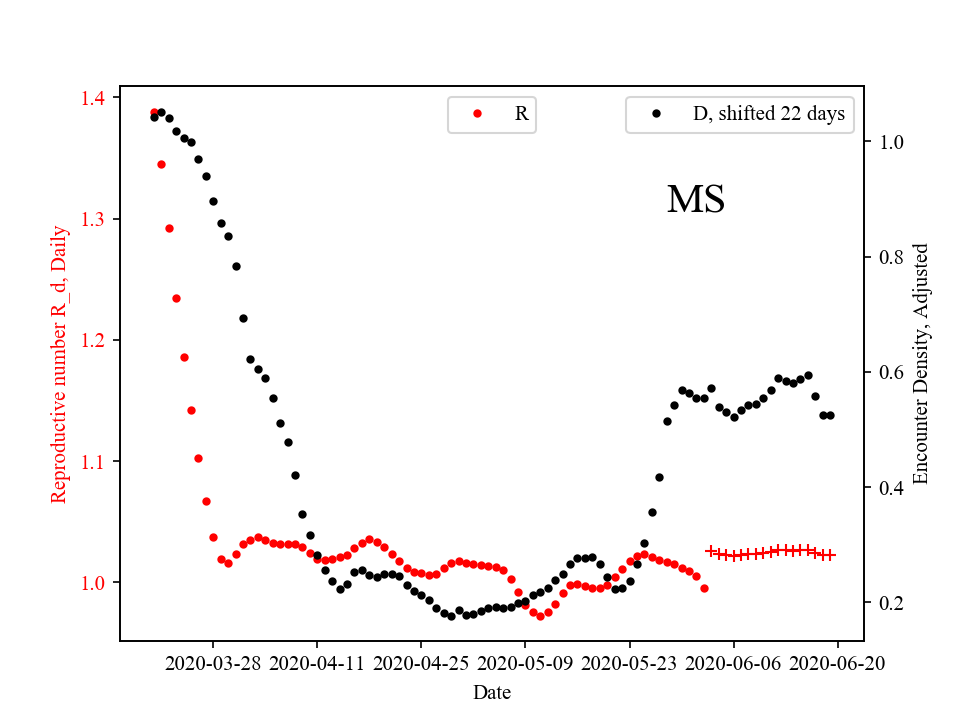 R
D, shifted 22 days
MS
Reproductive number R_d, Daily
1.4
1.3
1.2
1.1
1.0
1.0
0.8
0.6
0.4
0.2
Encounter Density, Adjusted
2020-03-28 2020-04-11 2020-04-25 2020-05-09 2020-05-23 2020-06-06 2020-06-20
Date